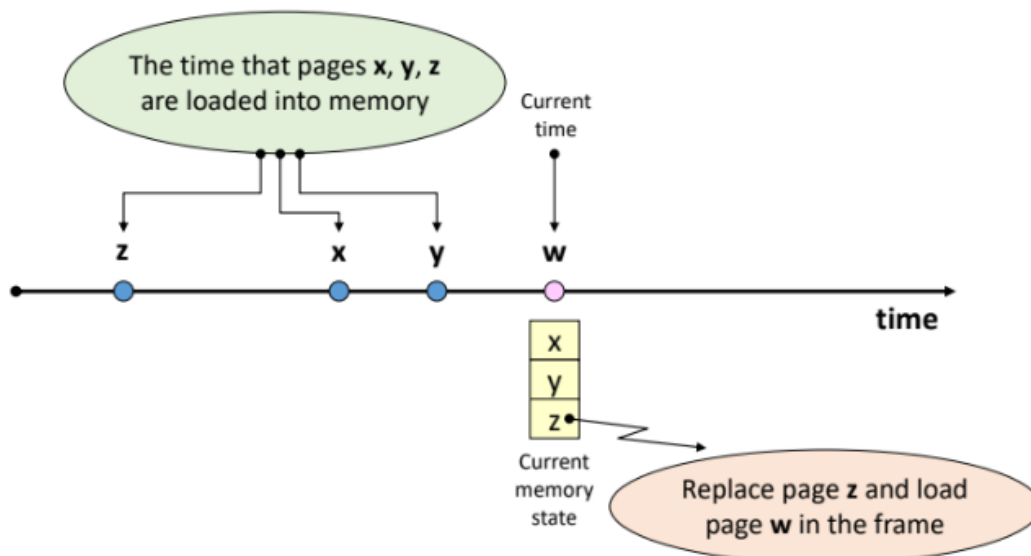 The time that pages x, y, z
are loaded into memory
Current
time
z
x
y
w
time
x
y
z
Current
memory
state
Replace page z and load
page w in the frame